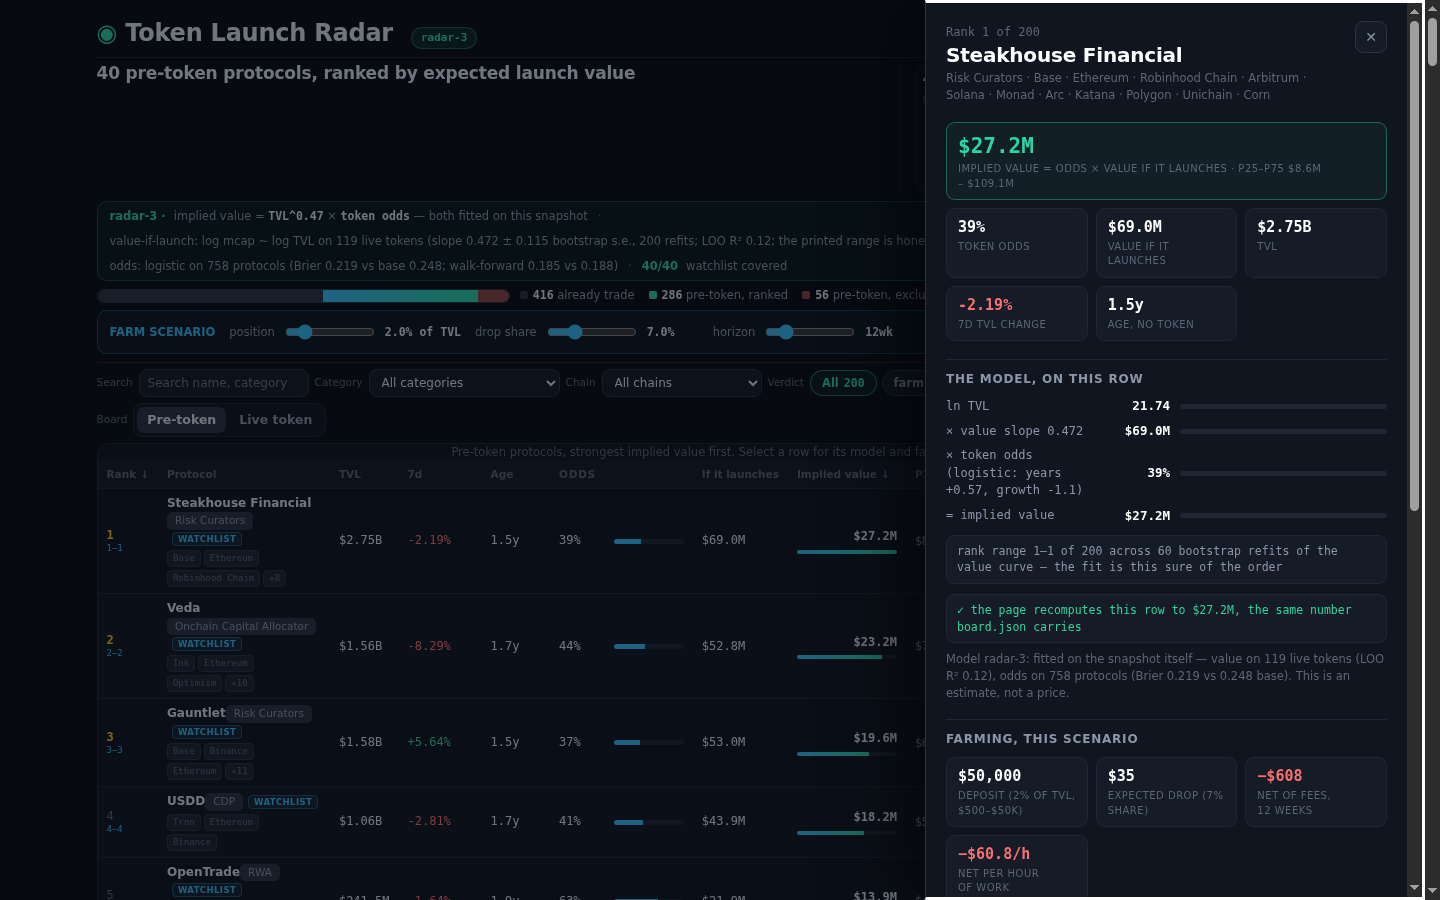 ◉ Token Launch Radar radar-3
40 pre-token protocols, ranked by expected launch value
radar-3 · implied value = TVL^0.47 × token odds — both fitted on this snapshot ·
value-if-launch: log mcap ~ log TVL on 119 live tokens (slope 0.472 ± 0.115 bootstrap s.e., 200 refits; LOO R² 0.12; the printed range is hone
odds: logistic on 758 protocols (Brier 0.219 vs base 0.248; walk-forward 0.185 vs 0.188) · 40/40 watchlist covered
416 already trade 286 pre-token, ranked 56 pre-token, exclu
FARM SCENARIO position 2.0% of TVL drop share 7.0% horizon 12wk
Search Search name, category Category All categories Chain All chains Verdict All 200 farm
Board Pre-token Live token
Pre-token protocols, strongest implied value first. Select a row for its model and fa
Rank ↓ Protocol TVL 7d Age ODDS If it launches Implied value ↓ P
1 1–1 Steakhouse Financial Risk Curators WATCHLIST Base Ethereum Robinhood Chain +8 $2.75B -2.19% 1.5y 39% $69.0M $27.2M
2 2–2 Veda Onchain Capital Allocator WATCHLIST Ink Ethereum Optimism +10 $1.56B -8.29% 1.7y 44% $52.8M $23.2M
3 3–3 Gauntlet Risk Curators WATCHLIST Base Binance Ethereum +11 $1.58B +5.64% 1.5y 37% $53.0M $19.6M
4 4–4 USDD CDP WATCHLIST Tron Ethereum Binance $1.06B -2.81% 1.7y 41% $43.9M $18.2M
5 OpenTrade RWA WATCHLIST $13.9M
Rank 1 of 200
✕
Steakhouse Financial
Risk Curators · Base · Ethereum · Robinhood Chain · Arbitrum ·
Solana · Monad · Arc · Katana · Polygon · Unichain · Corn
$27.2M
IMPLIED VALUE = ODDS × VALUE IF IT LAUNCHES · P25–P75 $8.6M
– $109.1M
39%
TOKEN ODDS
$69.0M
VALUE IF IT
LAUNCHES
$2.75B
TVL
-2.19%
7D TVL CHANGE
1.5y
AGE, NO TOKEN
THE MODEL, ON THIS ROW
ln TVL 21.74
× value slope 0.472 $69.0M
× token odds
(logistic: years 39%
+0.57, growth -1.1)
= implied value $27.2M
rank range 1–1 of 200 across 60 bootstrap refits of the
value curve — the fit is this sure of the order
✓ the page recomputes this row to $27.2M, the same number
board.json carries
Model radar-3: fitted on the snapshot itself — value on 119 live tokens (LOO
R² 0.12), odds on 758 protocols (Brier 0.219 vs 0.248 base). This is an
estimate, not a price.
FARMING, THIS SCENARIO
$50,000
DEPOSIT (2% OF TVL,
$500–$50K)
$35
EXPECTED DROP (7%
SHARE)
−$608
NET OF FEES,
12 WEEKS
−$60.8/h
NET PER HOUR
OF WORK